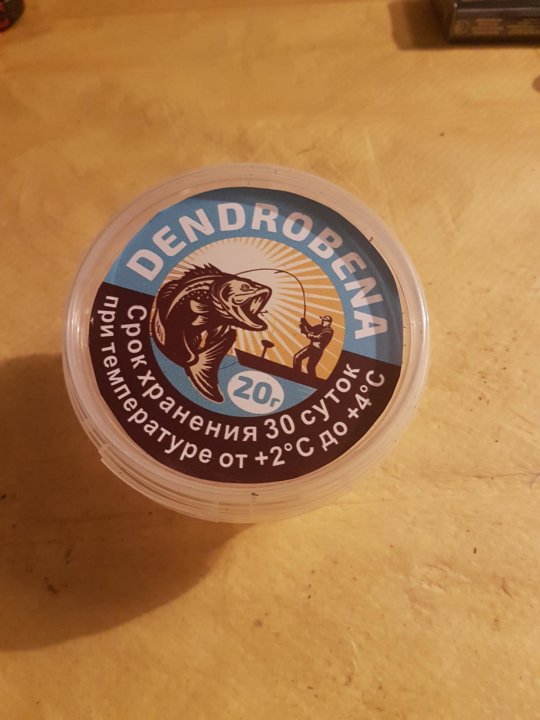 DENDROBENA
20г
Срок хранения 30 суток
при температуре от +2°C до +4°C